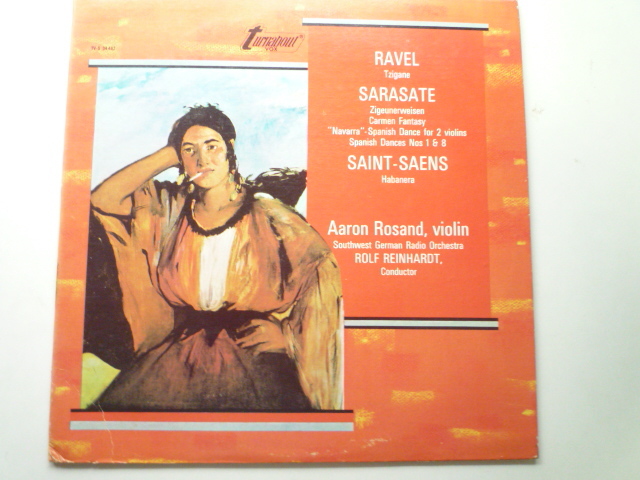 turnabout
VOX
RAVEL
Tzigane
SARASATE
Zigeunerweisen
Carmen Fantasy
"Navarra"-Spanish Dance for 2 violins
Spanish Dances Nos 1 & 8
SAINT-SAENS
Habanera
Aaron Rosand, violin
Southwest German Radio Orchestra
ROLF REINHARDT,
Conductor